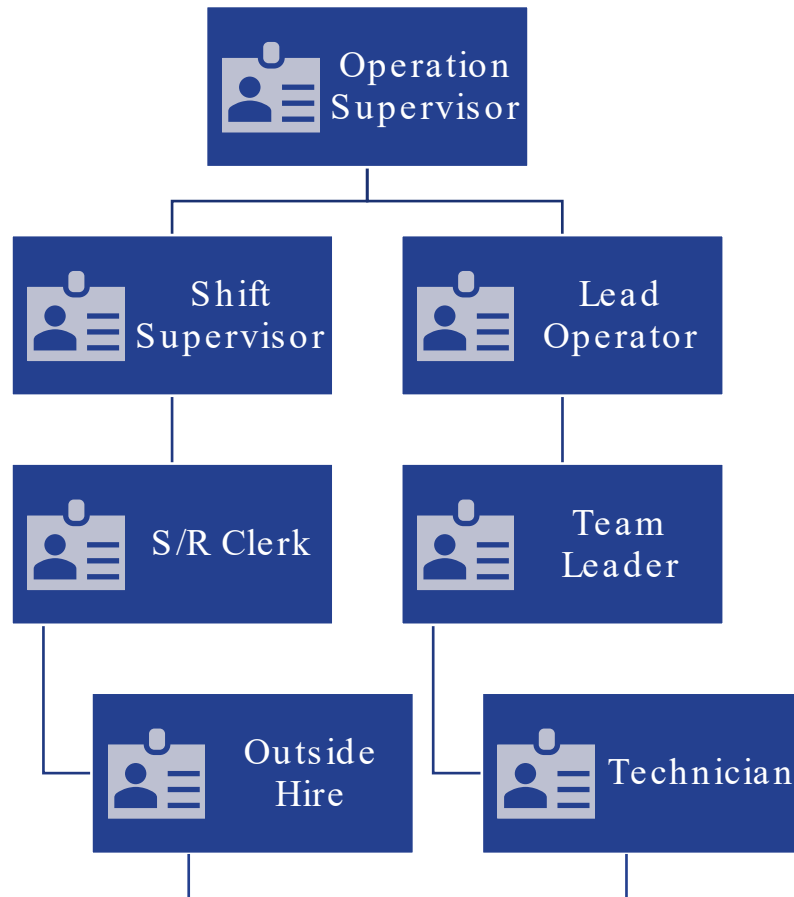 Operation
Supervisor
Shift
Supervisor
Lead
Operator
S/R Clerk
Team
Leader
Outside
Hire
Technician